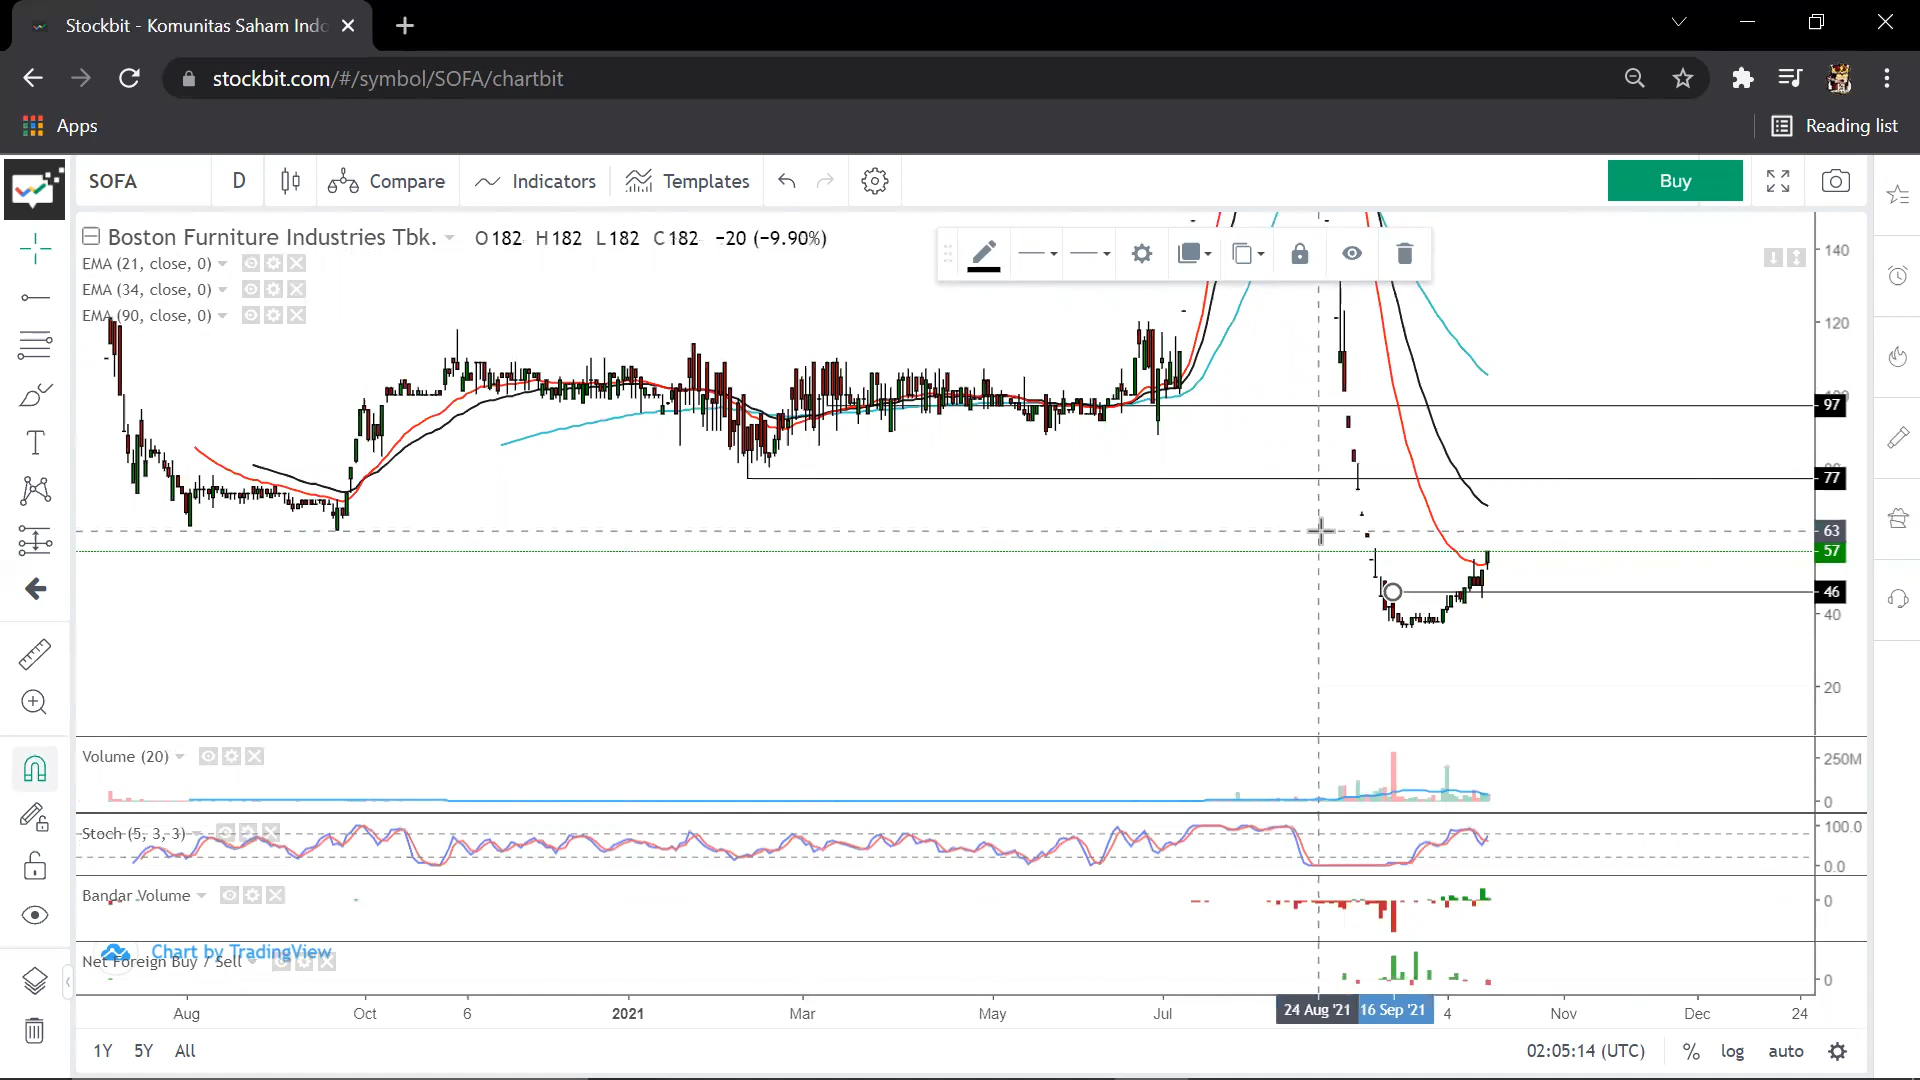 Stockbit - Komunitas Saham Indo
stockbit.com/#/symbol/SOFA/chartbit
Apps
Reading list
SOFA
D
Compare
Indicators
Templates
Buy
Boston Furniture Industries Tbk. O182 H182 L182 C182 -20 (-9.90%)
EMA (21, close, 0)
EMA (34, close, 0)
EMA (90, close, 0)
140
120
97
77
63
57
46
40
20
Volume (20)
250M
0
Stoch (5, 3, 3)
100.0
0.0
Bandar Volume
0
Chart by TradingView
Net Foreign Buy / Sell
0
Aug
Oct
6
2021
Mar
May
Jul
24 Aug '21
16 Sep '21
4
Nov
Dec
24
1Y
5Y
All
02:05:14 (UTC)
%
log
auto